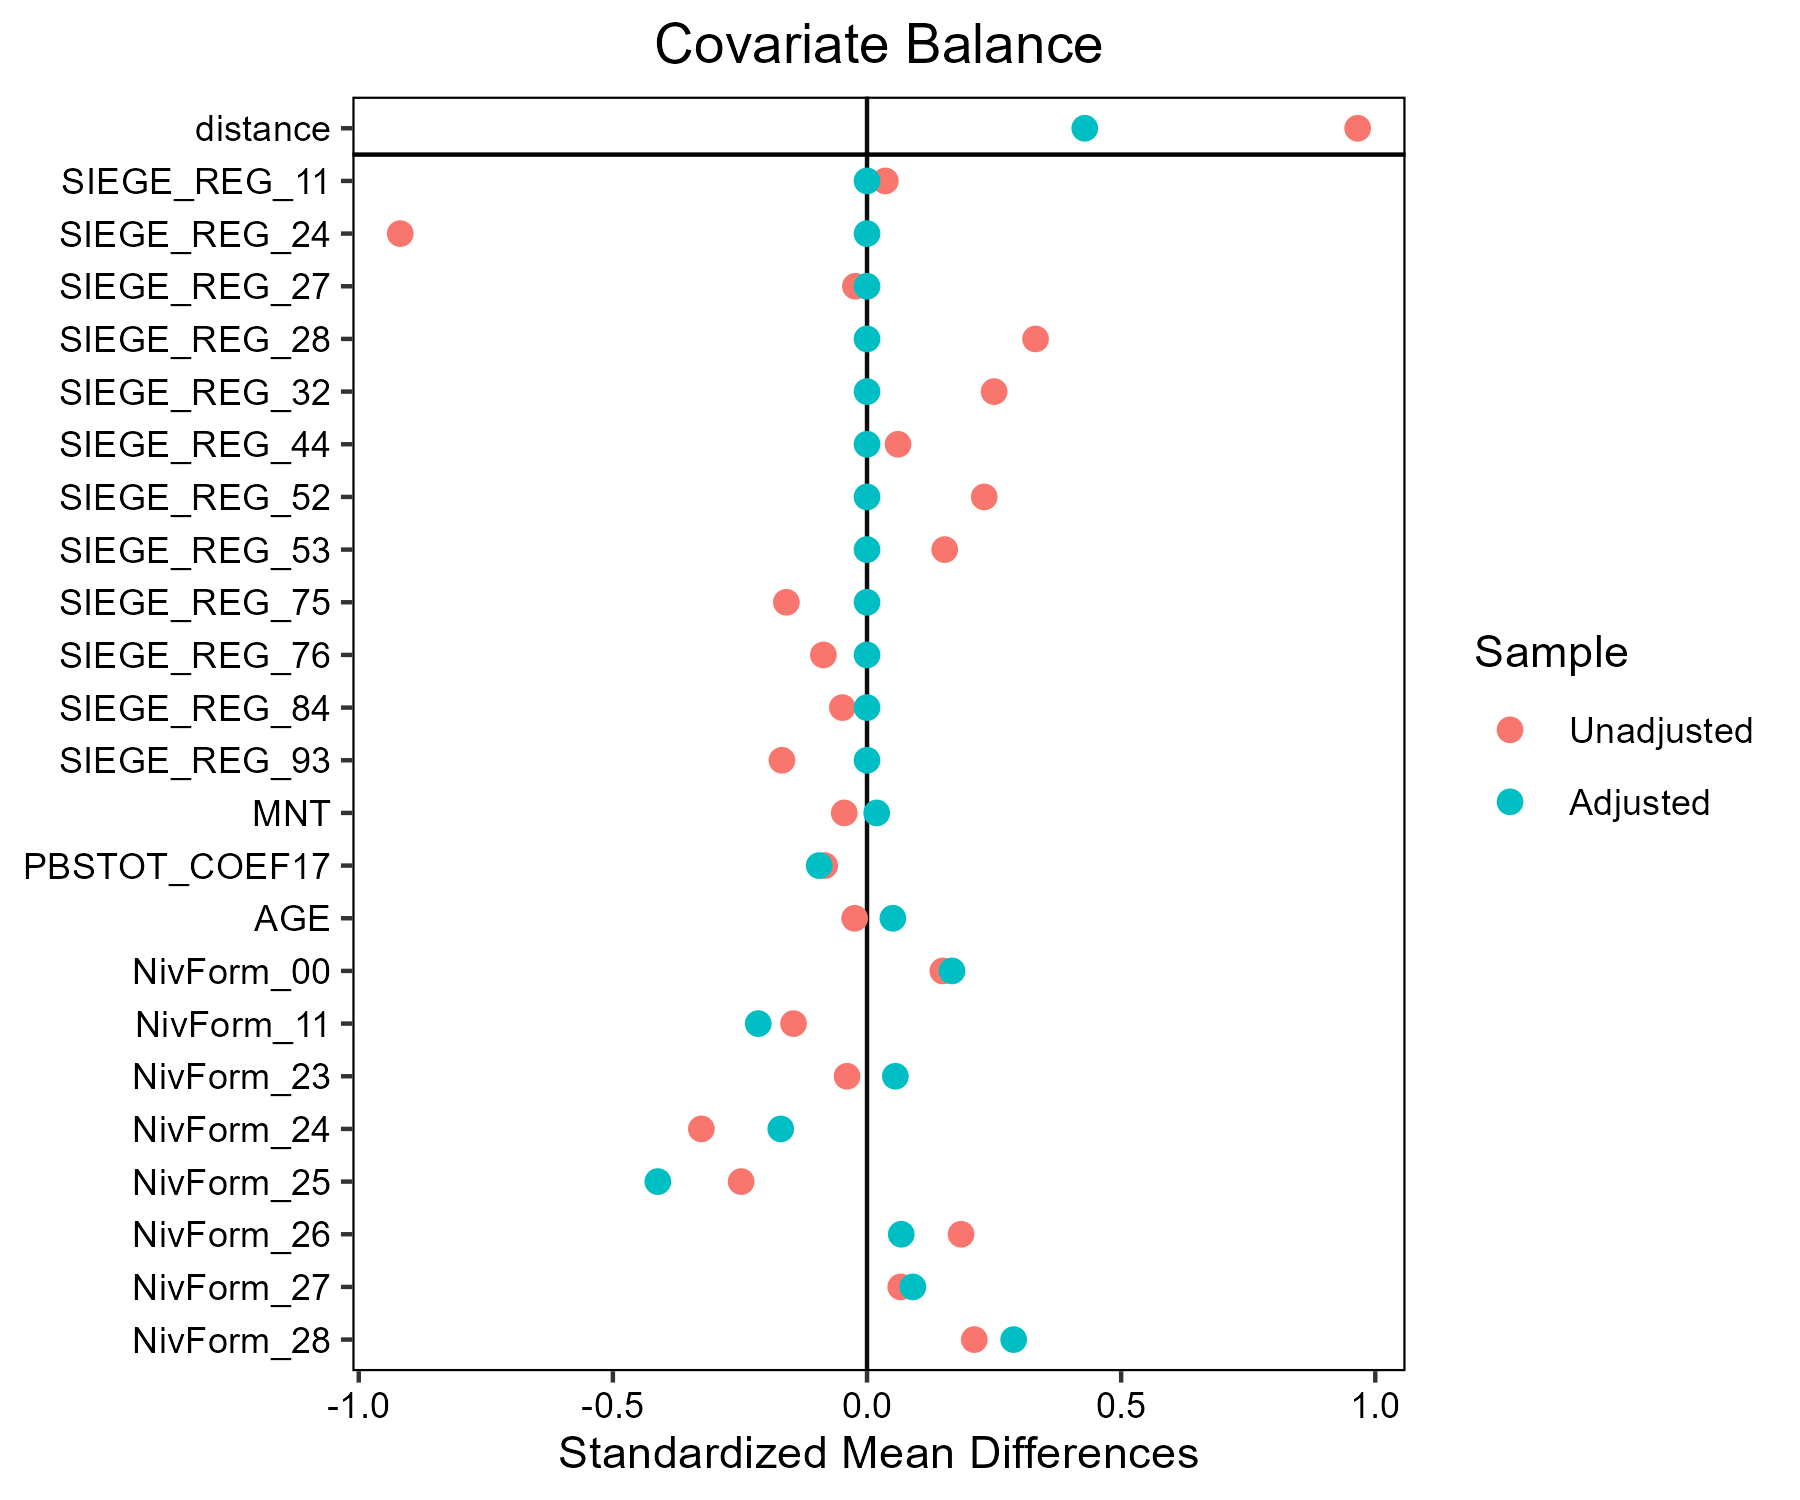 Covariate Balance
distance
SIEGE_REG_11
SIEGE_REG_24
SIEGE_REG_27
SIEGE_REG_28
SIEGE_REG_32
SIEGE_REG_44
SIEGE_REG_52
SIEGE_REG_53
SIEGE_REG_75
SIEGE_REG_76
SIEGE_REG_84
SIEGE_REG_93
MNT
PBSTOT_COEF17
AGE
NivForm_00
NivForm_11
NivForm_23
NivForm_24
NivForm_25
NivForm_26
NivForm_27
NivForm_28
-1.0 -0.5 0.0 0.5 1.0
Standardized Mean Differences
Sample
Unadjusted
Adjusted